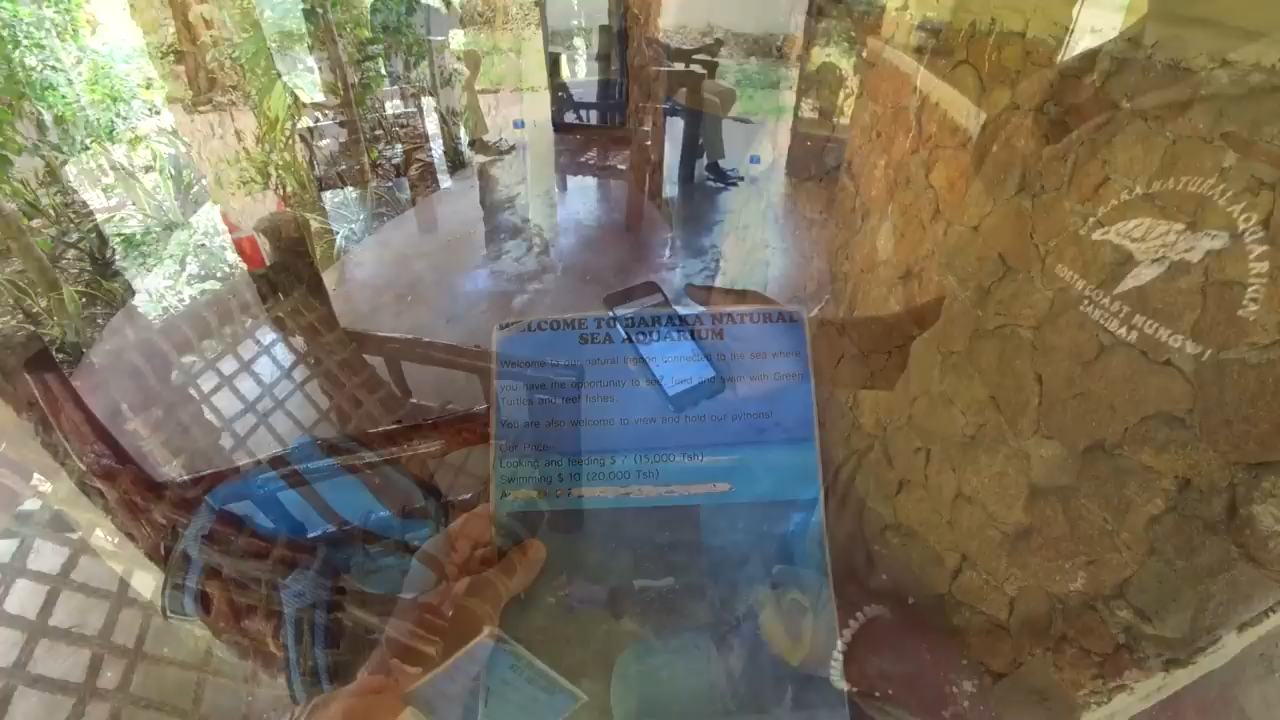 WELCOME TO BARAKA NATURAL
SEA AQUARIUM
Welcome to our natural lagoon connected to the sea where
you have the opportunity to see, feed and swim with Green
Turtles and reef fishes.
You are also welcome to view and hold our pythons!
Our Price
Looking and feeding $ 7 (15,000 Tsh)
Swimming $ 10 (20,000 Tsh)
NATURAL AQUARIUM
NORTH COAST NUNGWI
ZANZIBAR